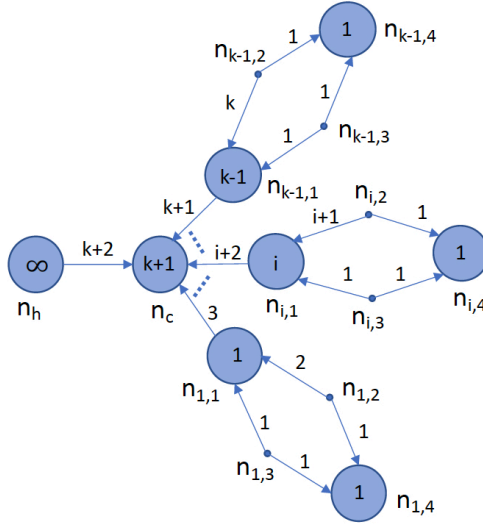 n_{k-1,2}
1
1
n_{k-1,4}
k
1
1
n_{k-1,3}
k-1
n_{k-1,1}
k+1
n_{i,2}
i+1
1
∞
k+2
k+1
i+2
i
1
1
1
n_h
n_c
n_{i,1}
n_{i,3}
n_{i,4}
3
1
2
n_{1,1}
n_{1,2}
1
1
n_{1,3}
1
1
n_{1,4}